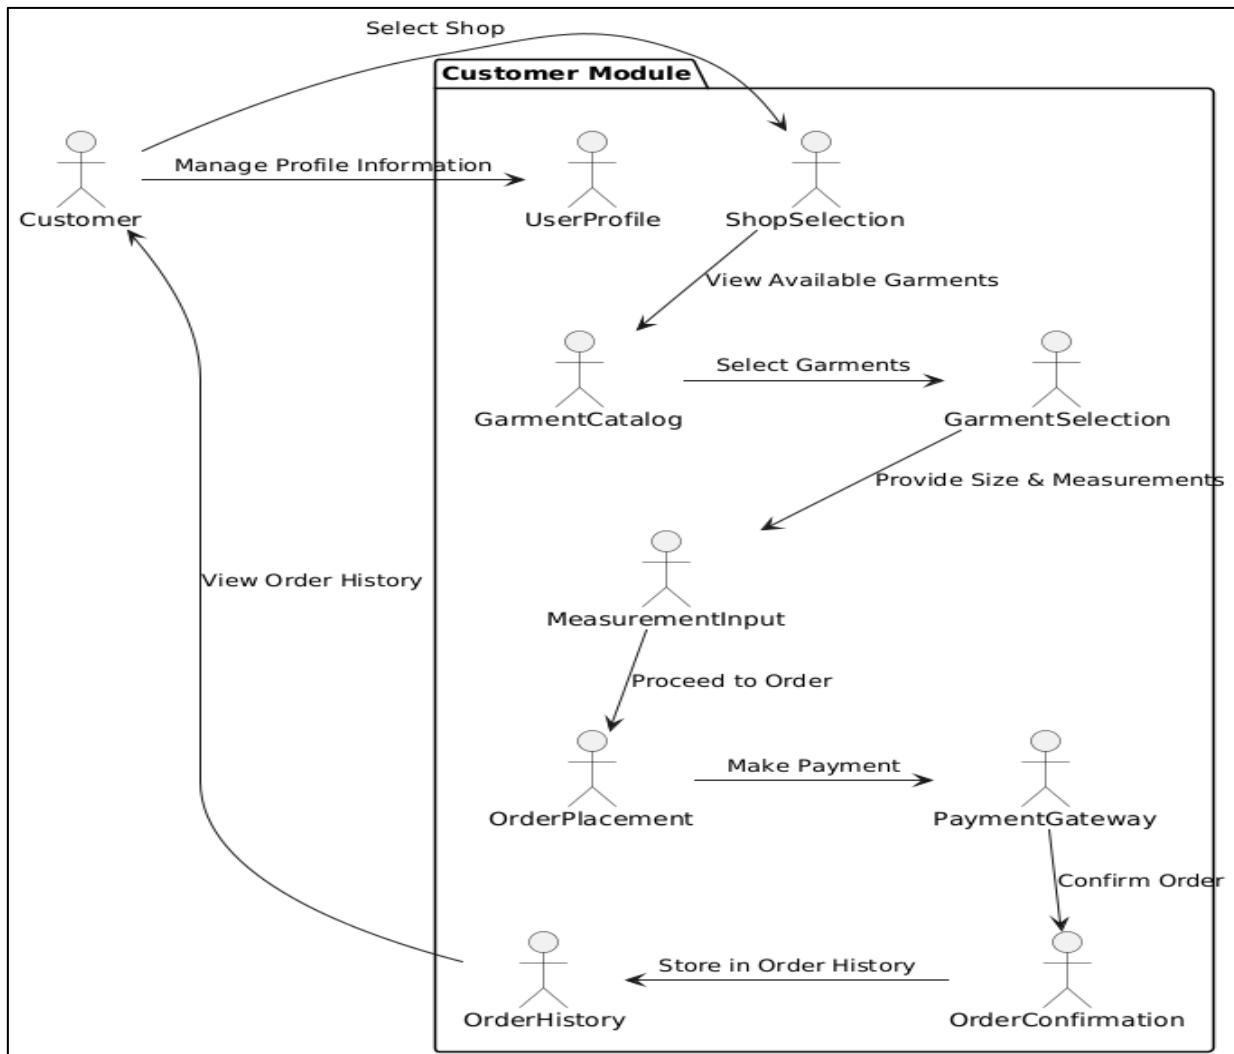 Select Shop
Customer Module
Manage Profile Information
Customer
UserProfile
ShopSelection
View Available Garments
Select Garments
GarmentCatalog
GarmentSelection
Provide Size & Measurements
View Order History
MeasurementInput
Proceed to Order
Make Payment
OrderPlacement
PaymentGateway
Confirm Order
Store in Order History
OrderHistory
OrderConfirmation